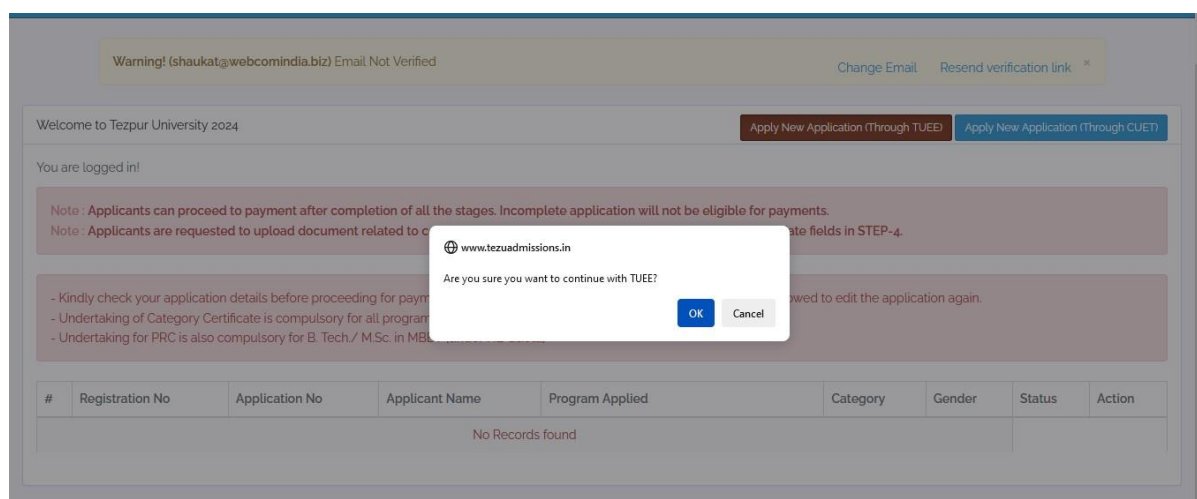 Warning! (shaukat@webcomindia.biz) Email Not Verified
Change Email Resend verification link ×
Welcome to Tezpur University 2024
Apply New Application (Through TUEE) Apply New Application (Through CUET)
You are logged in!
Note : Applicants can proceed to payment after completion of all the stages. Incomplete application will not be eligible for payments.
Note : Applicants are requested to upload document related to c ate fields in STEP-4.
www.tezuadmissions.in
Are you sure you want to continue with TUEE?
OK Cancel
- Kindly check your application details before proceeding for paym owed to edit the application again.
- Undertaking of Category Certificate is compulsory for all program
- Undertaking for PRC is also compulsory for B. Tech./ M.Sc. in MBB
# Registration No Application No Applicant Name Program Applied Category Gender Status Action
No Records found